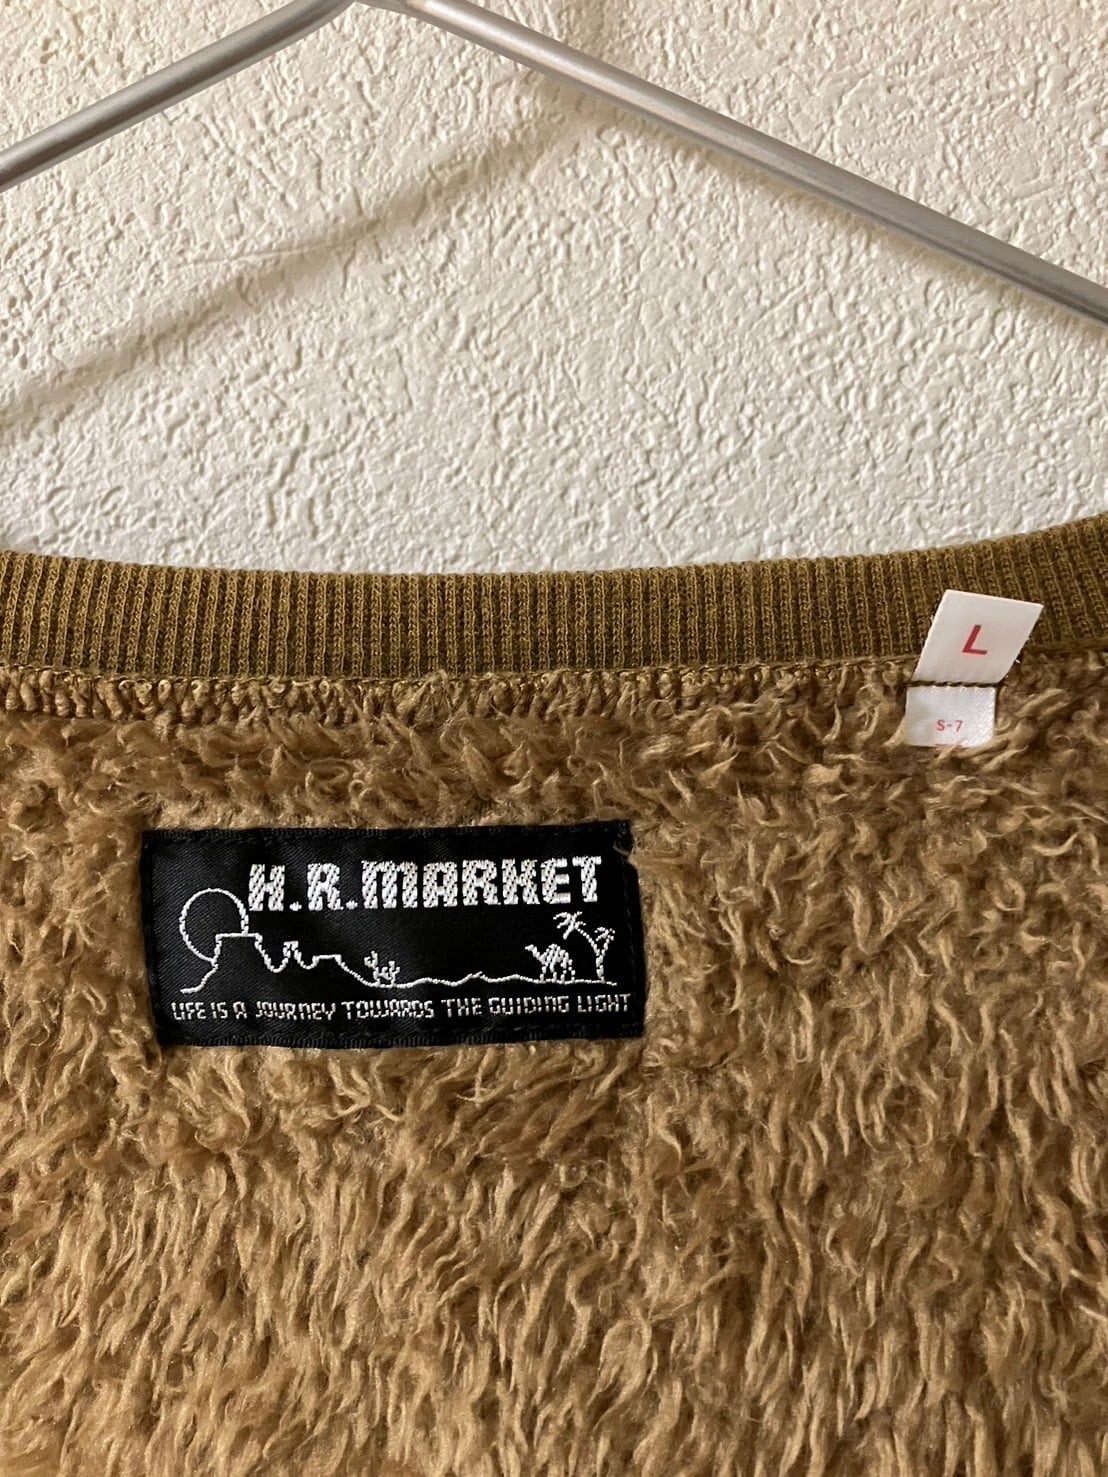 L
S-7
H.R.MARKET
LIFE IS A JOURNEY TOWARDS THE GUIDING LIGHT